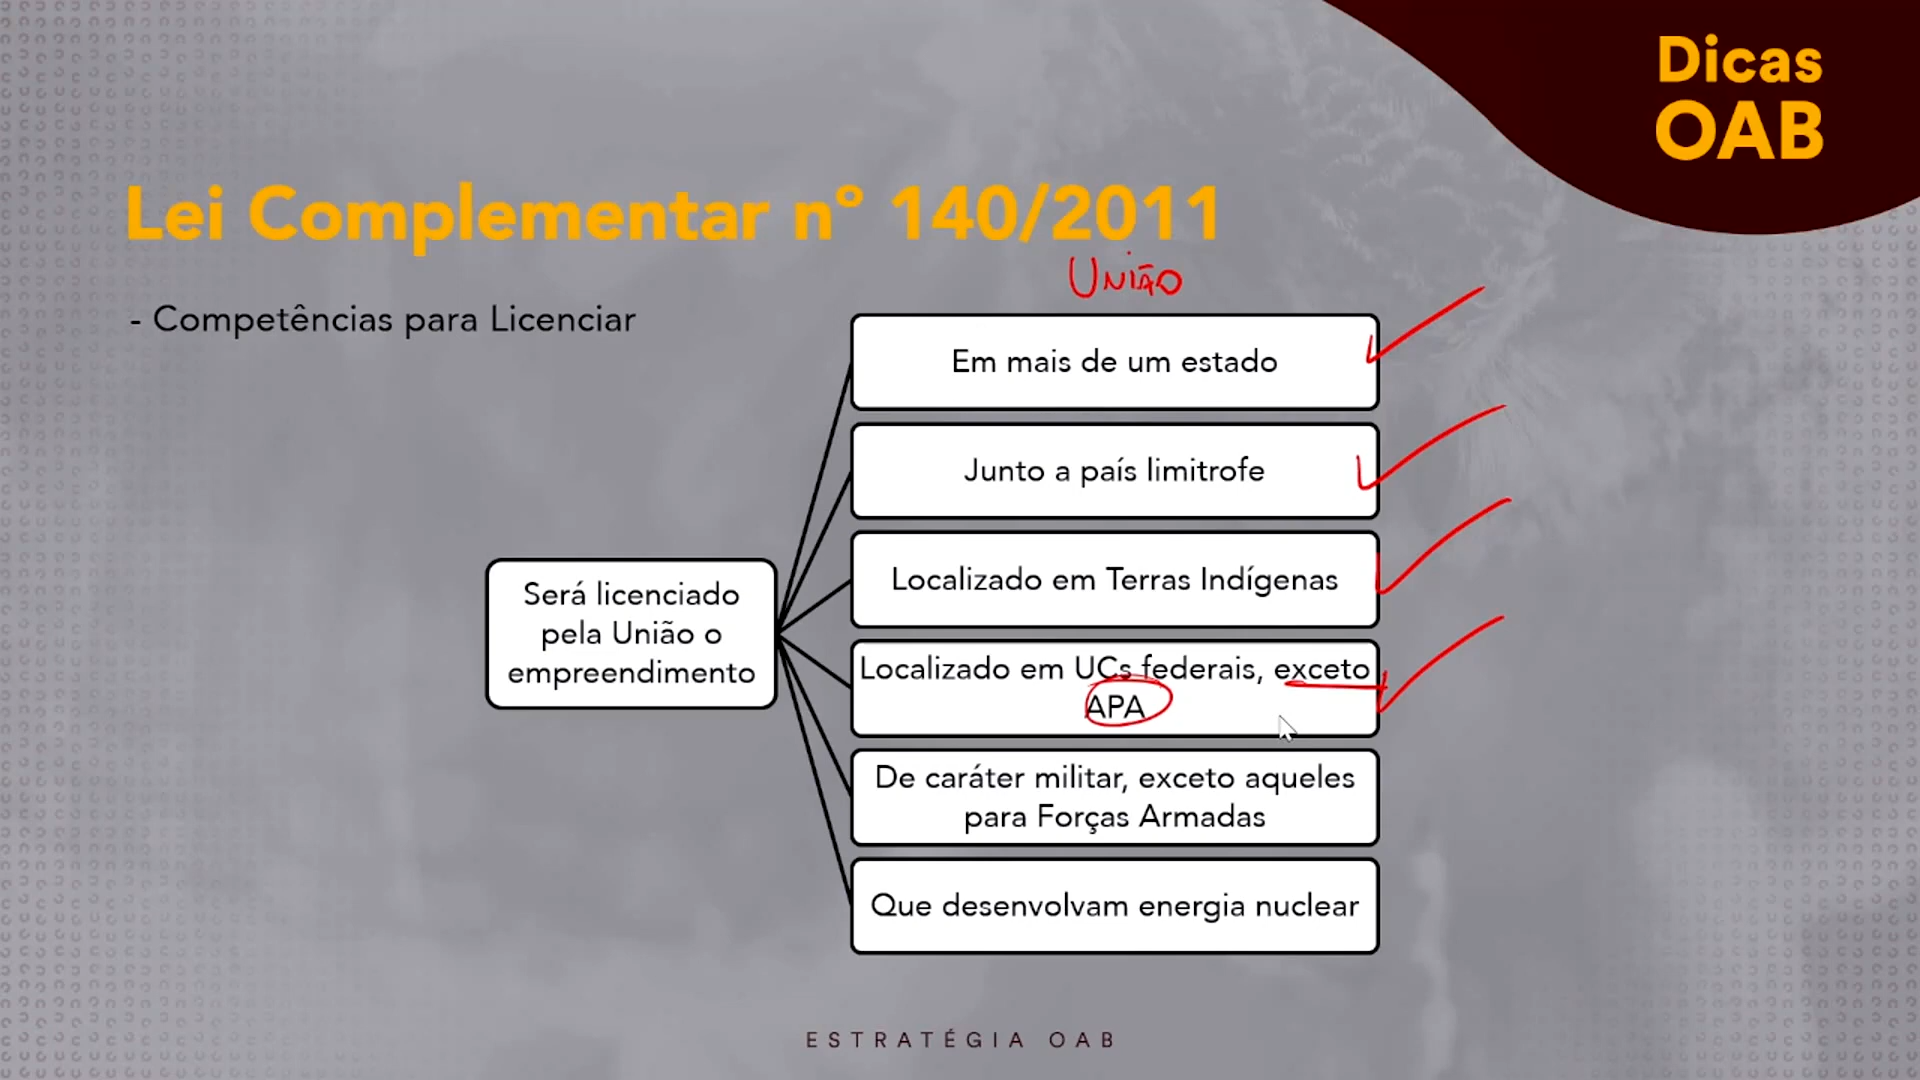 Dicas
OAB
Lei Complementar nº 140/2011
UNIÃO
- Competências para Licenciar
Em mais de um estado
Junto a país limitrofe
Localizado em Terras Indígenas
Será licenciado
pela União o
empreendimento
Localizado em UCs federais, exceto
APA
De caráter militar, exceto aqueles
para Forças Armadas
Que desenvolvam energia nuclear
ESTRATÉGIA OAB